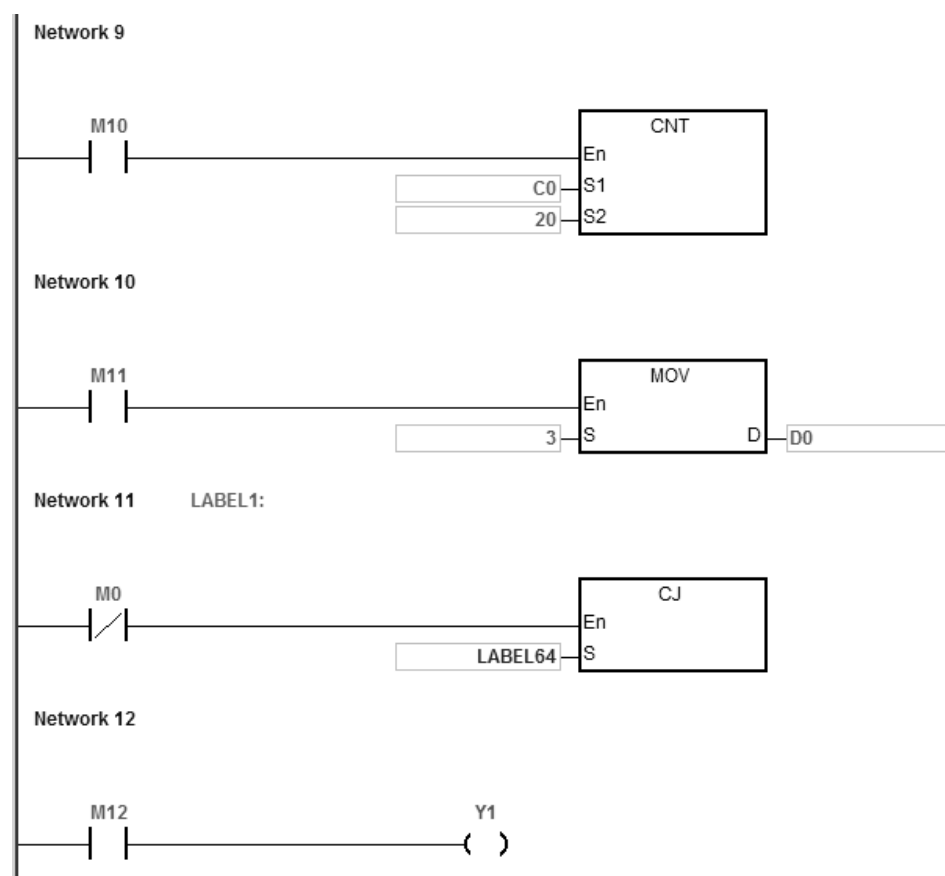 Network 9
M10
CNT
En
C0 S1
20 S2
Network 10
M11
MOV
En
3 S D D0
Network 11 LABEL1:
M0
CJ
En
LABEL64 S
Network 12
M12 Y1